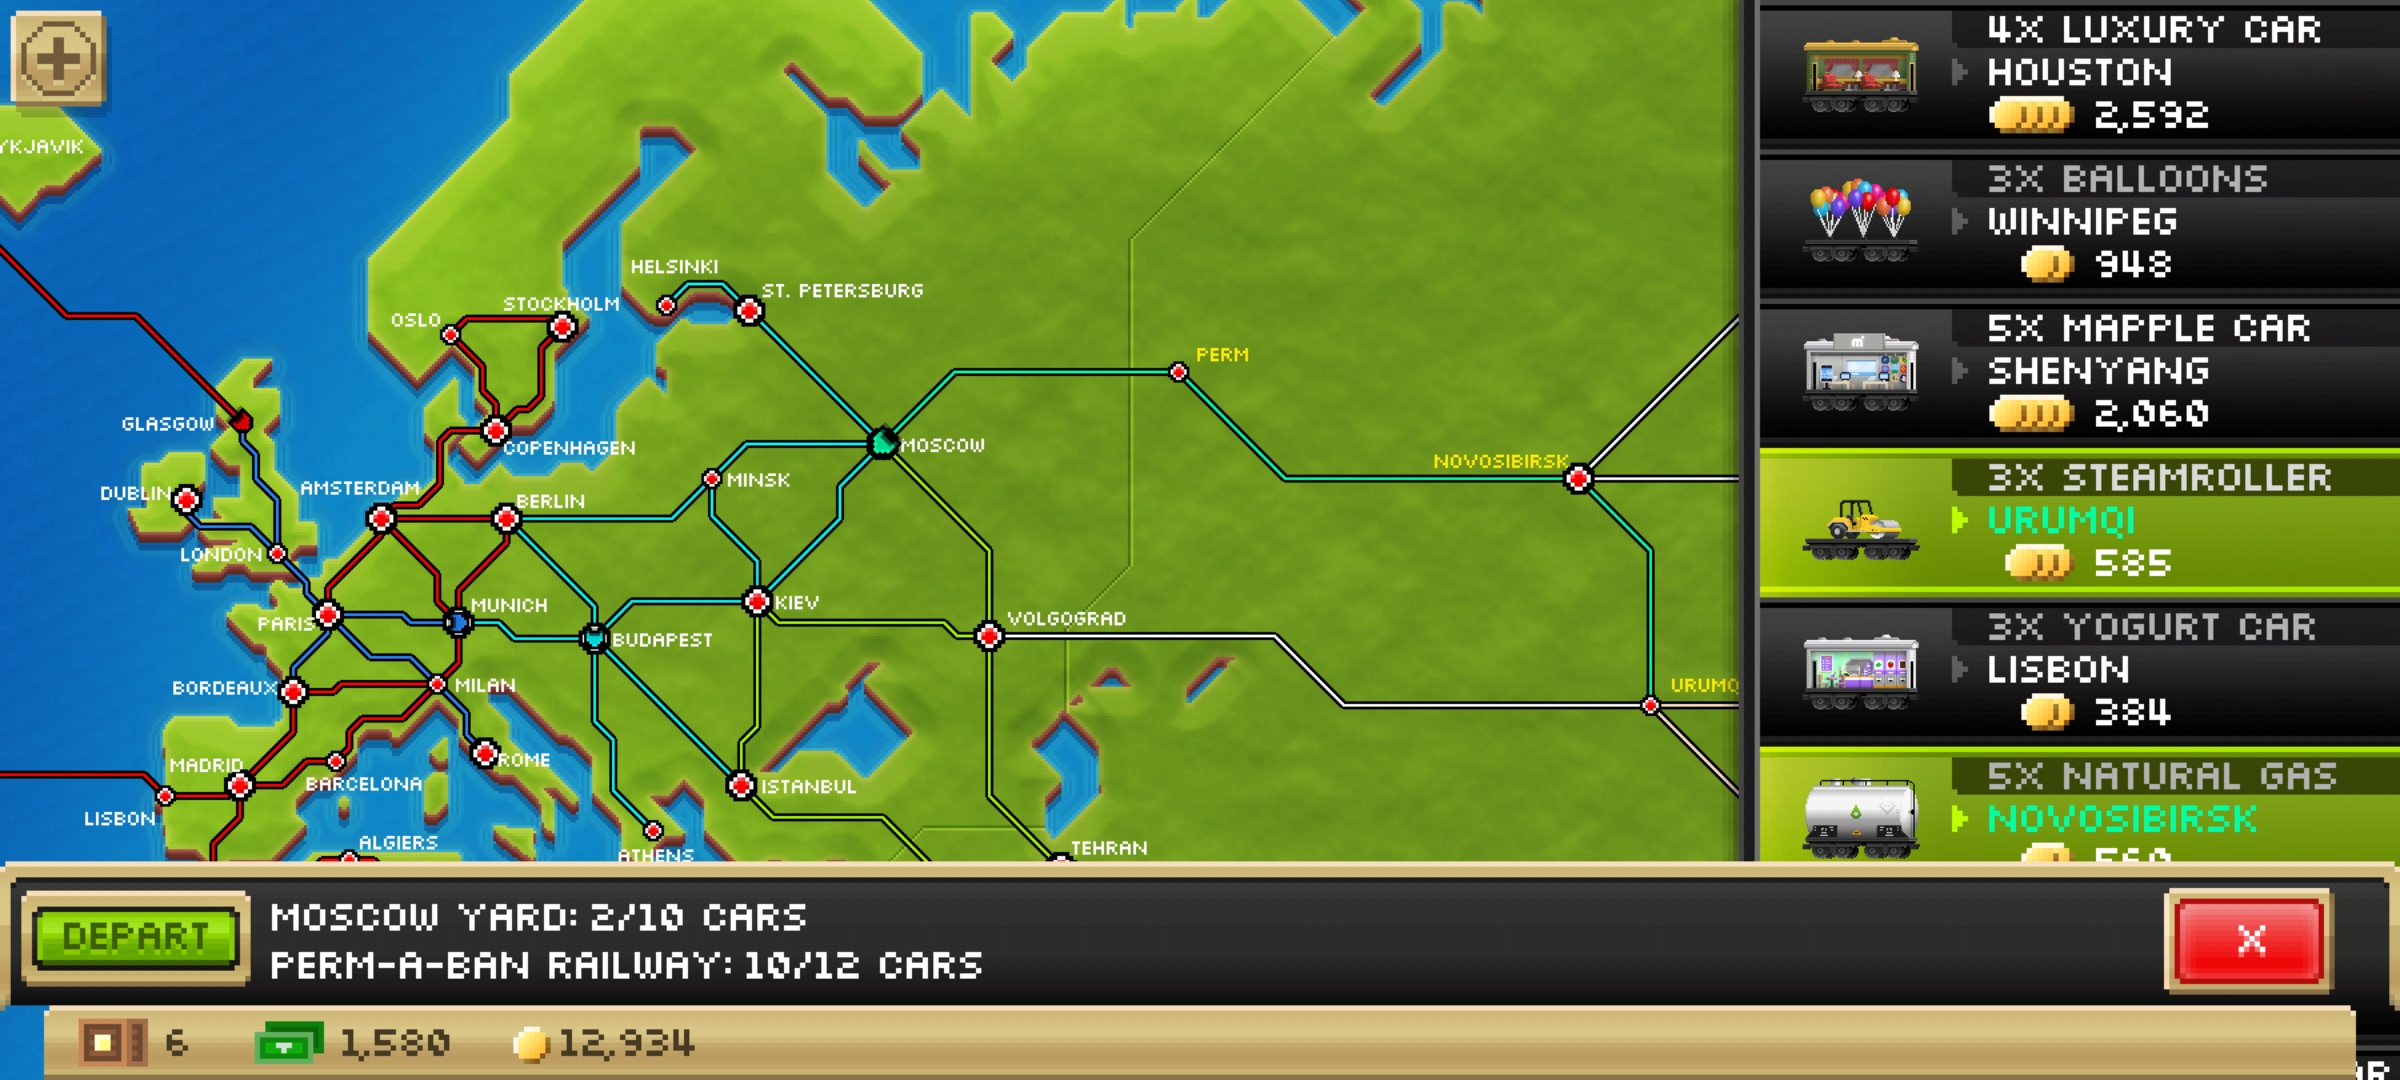 YKJAVIK
GLASGOW
DUBLIN
LONDON
AMSTERDAM
OSLO
STOCKHOLM
COPENHAGEN
HELSINKI
ST. PETERSBURG
BERLIN
MINSK
MOSCOW
PERM
NOVOSIBIRSK
PARIS
MUNICH
BUDAPEST
KIEV
VOLGOGRAD
BORDEAUX
MILAN
URUMQ
MADRID
BARCELONA
ROME
ISTANBUL
LISBON
ALGIERS
ATHENS
TEHRAN
4X LUXURY CAR
HOUSTON
2,592
3X BALLOONS
WINNIPEG
948
5X MAPPLE CAR
SHENYANG
2,060
3X STEAMROLLER
URUMQI
585
3X YOGURT CAR
LISBON
384
5X NATURAL GAS
NOVOSIBIRSK
560
DEPART
MOSCOW YARD: 2/10 CARS
PERM-A-BAN RAILWAY: 10/12 CARS
X
6
1,580
12,934